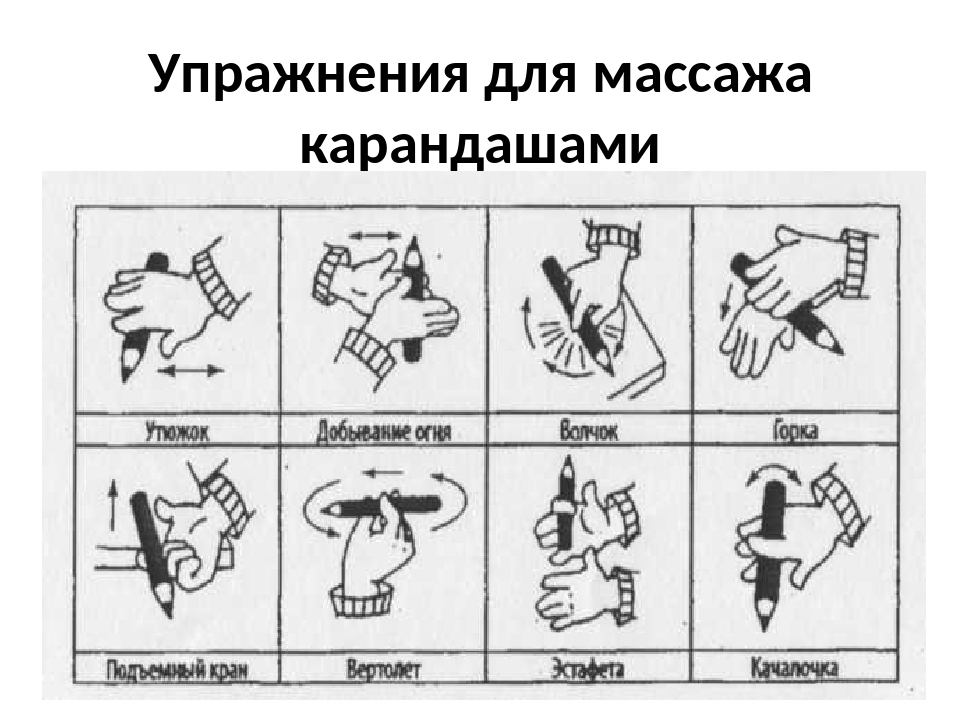 Упражнения для массажа
карандашами
Утюжок
Добывание огня
Волчок
Горка
Подъемный кран
Вертолет
Эстафета
Качалочка